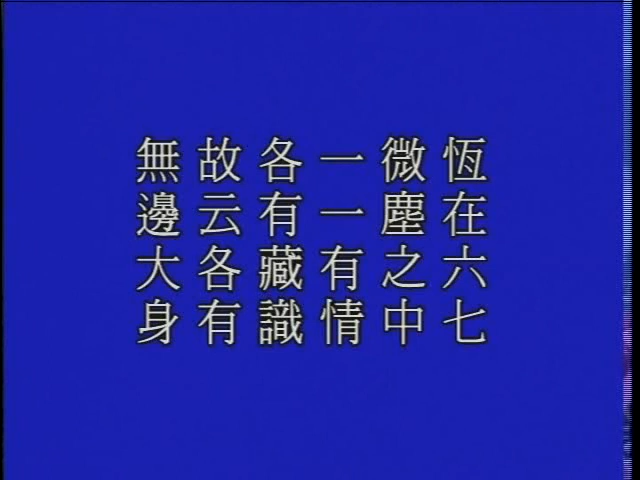 恆在六七
微塵之中
一一有情
各有藏識
故云各有
無邊大身